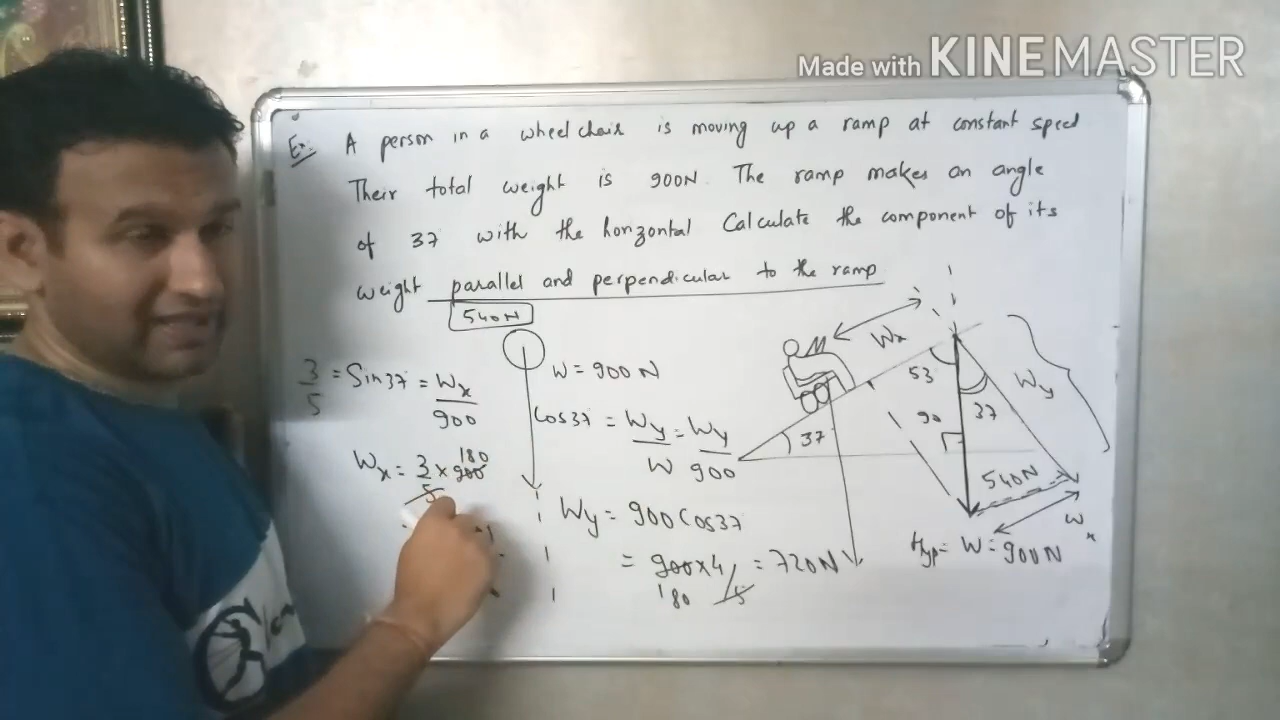 Made with KINEMASTER
Ex:- A person in a wheelchair is moving up a ramp at constant speed
Their total weight is 900N. The ramp makes an angle
of 37 with the horizontal Calculate the component of its
weight parallel and perpendicular to the ramp
540N
3/5 = Sin37 = Wx/900
Wx = 3/5 × 900
180
W = 900 N
Cos37 = Wy/W = Wy/900
Wy = 900 Cos37
= 900×4/5 = 720N
180
Wx
53
37
Wy
90
37
540N
Wx
Hyp = W = 900N